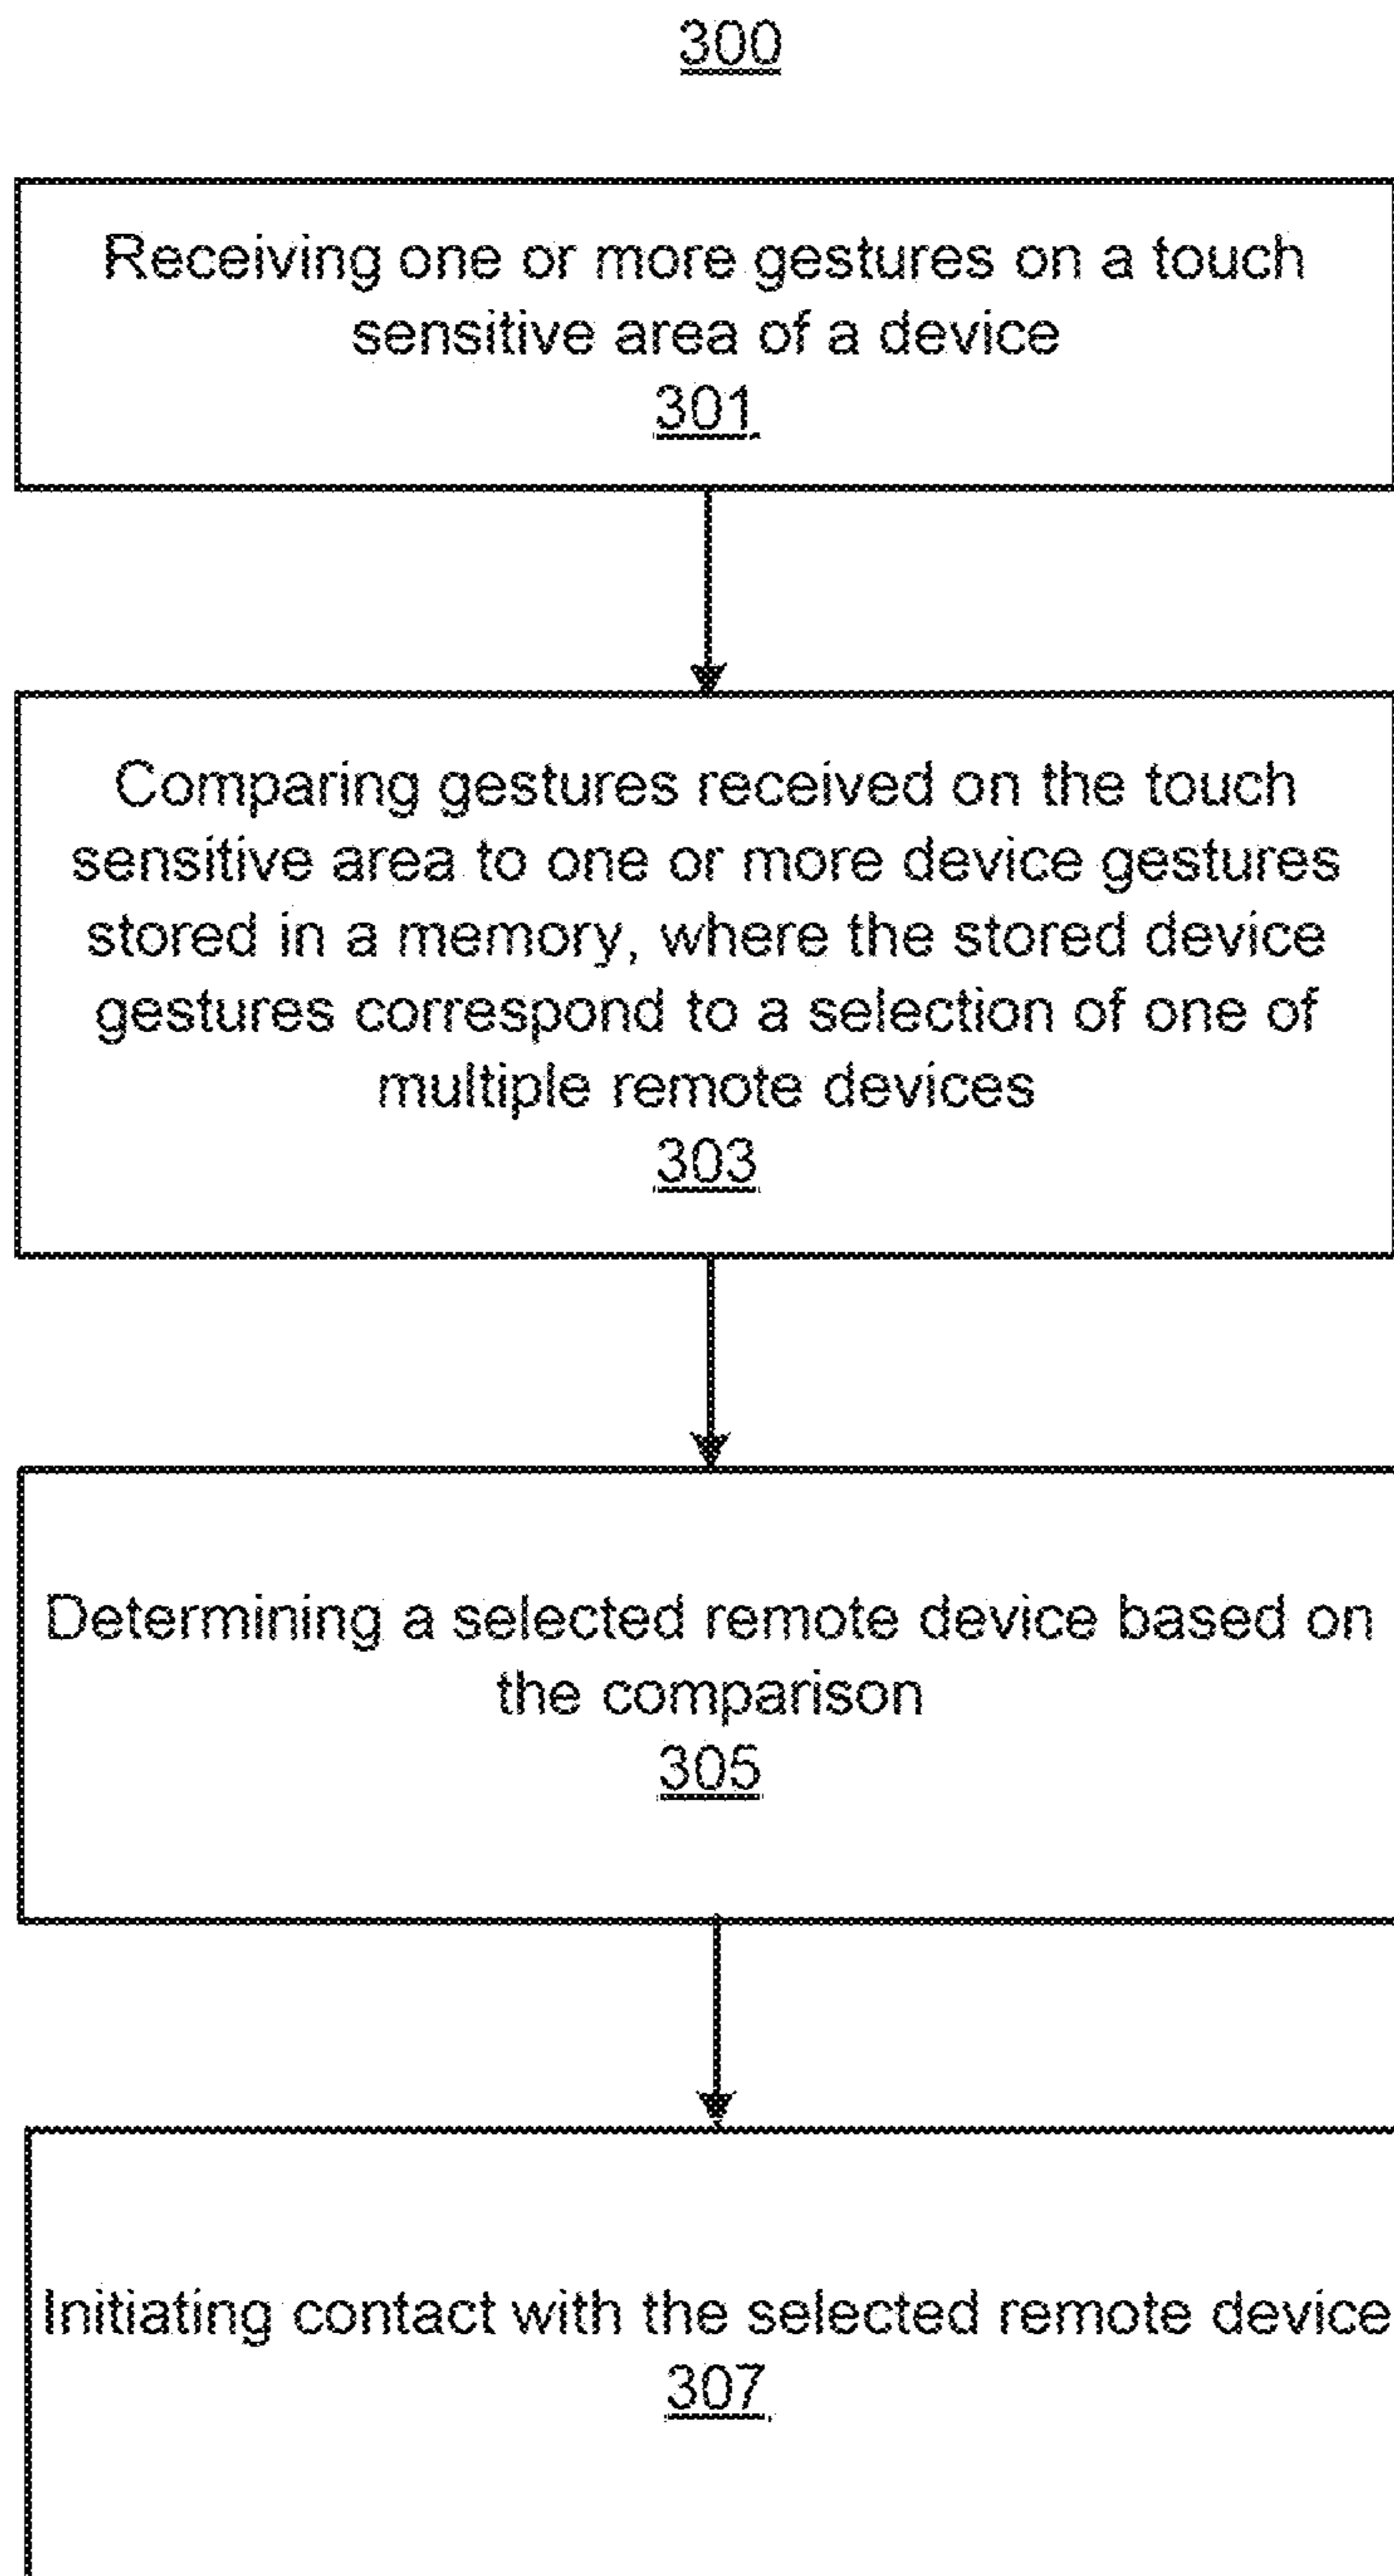 300
Receiving one or more gestures on a touch
sensitive area of a device
301
Comparing gestures received on the touch
sensitive area to one or more device gestures
stored in a memory, where the stored device
gestures correspond to a selection of one of
multiple remote devices
303
Determining a selected remote device based on
the comparison
305
Initiating contact with the selected remote device
307